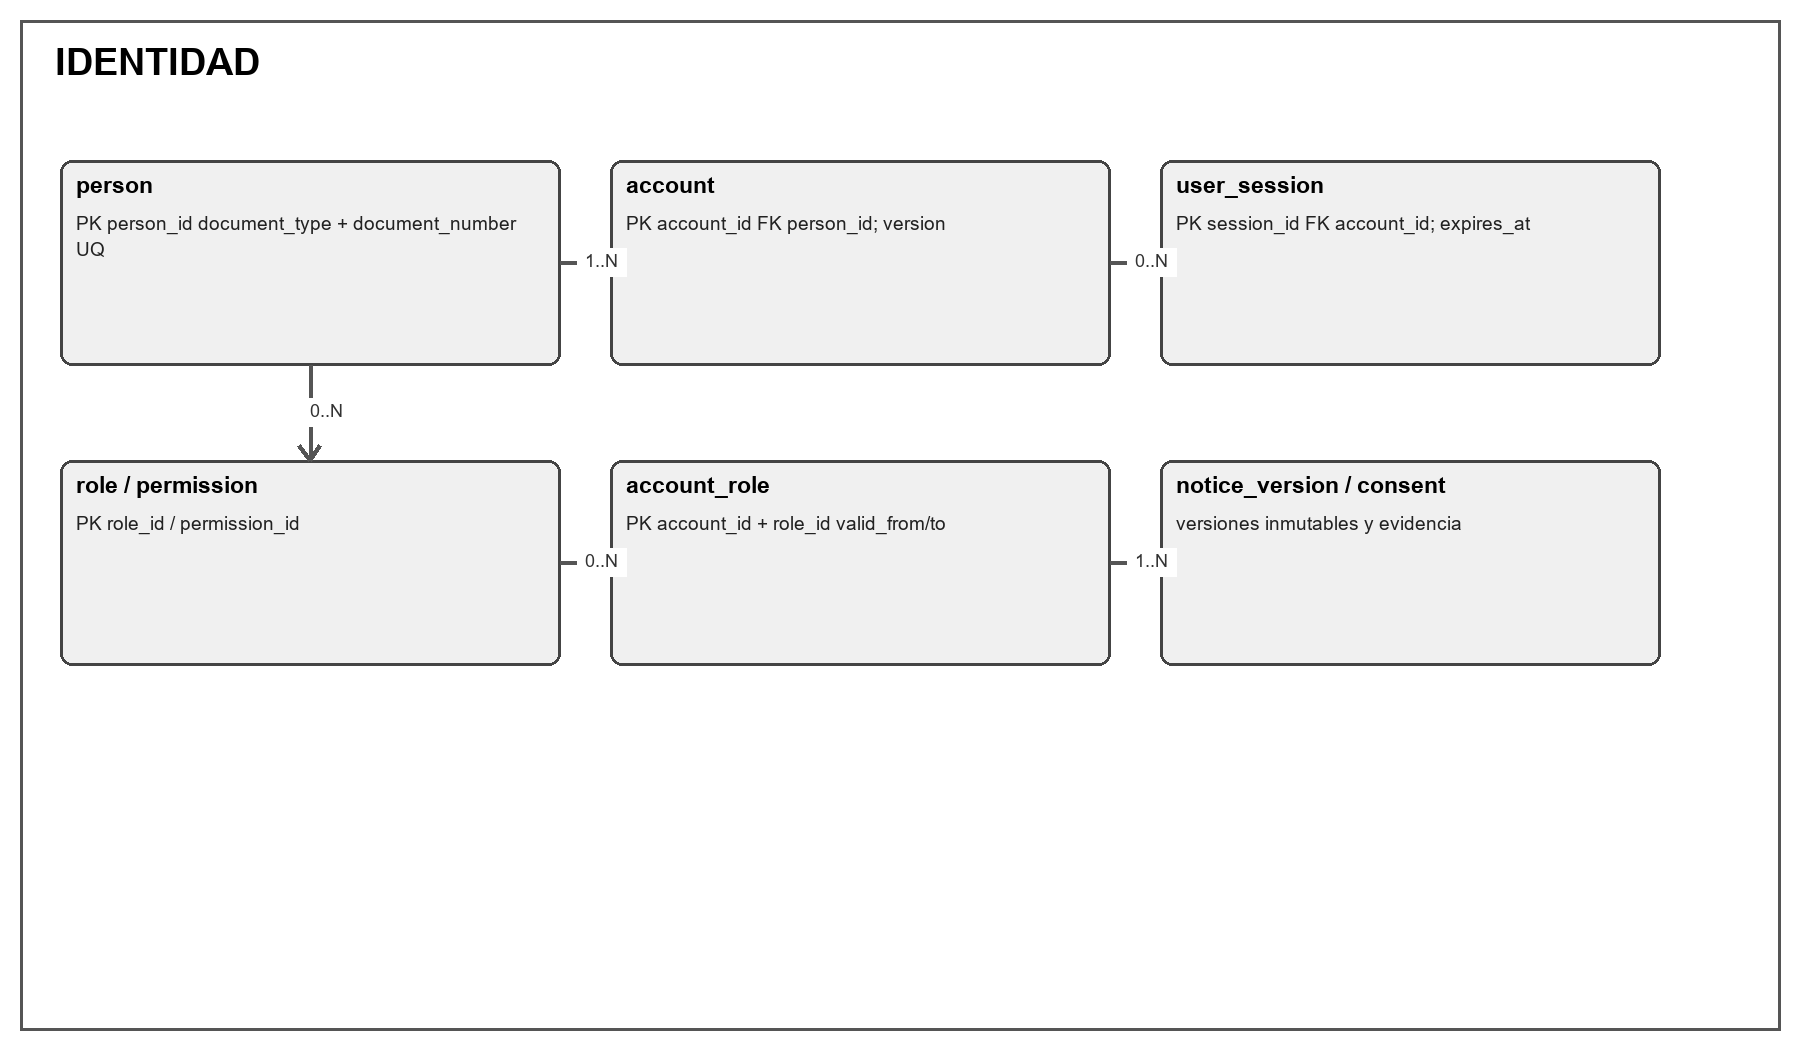 IDENTIDAD
person
PK person_id document_type + document_number
UQ
1..N
account
PK account_id FK person_id; version
0..N
user_session
PK session_id FK account_id; expires_at
0..N
role / permission
PK role_id / permission_id
0..N
account_role
PK account_id + role_id valid_from/to
1..N
notice_version / consent
versiones inmutables y evidencia